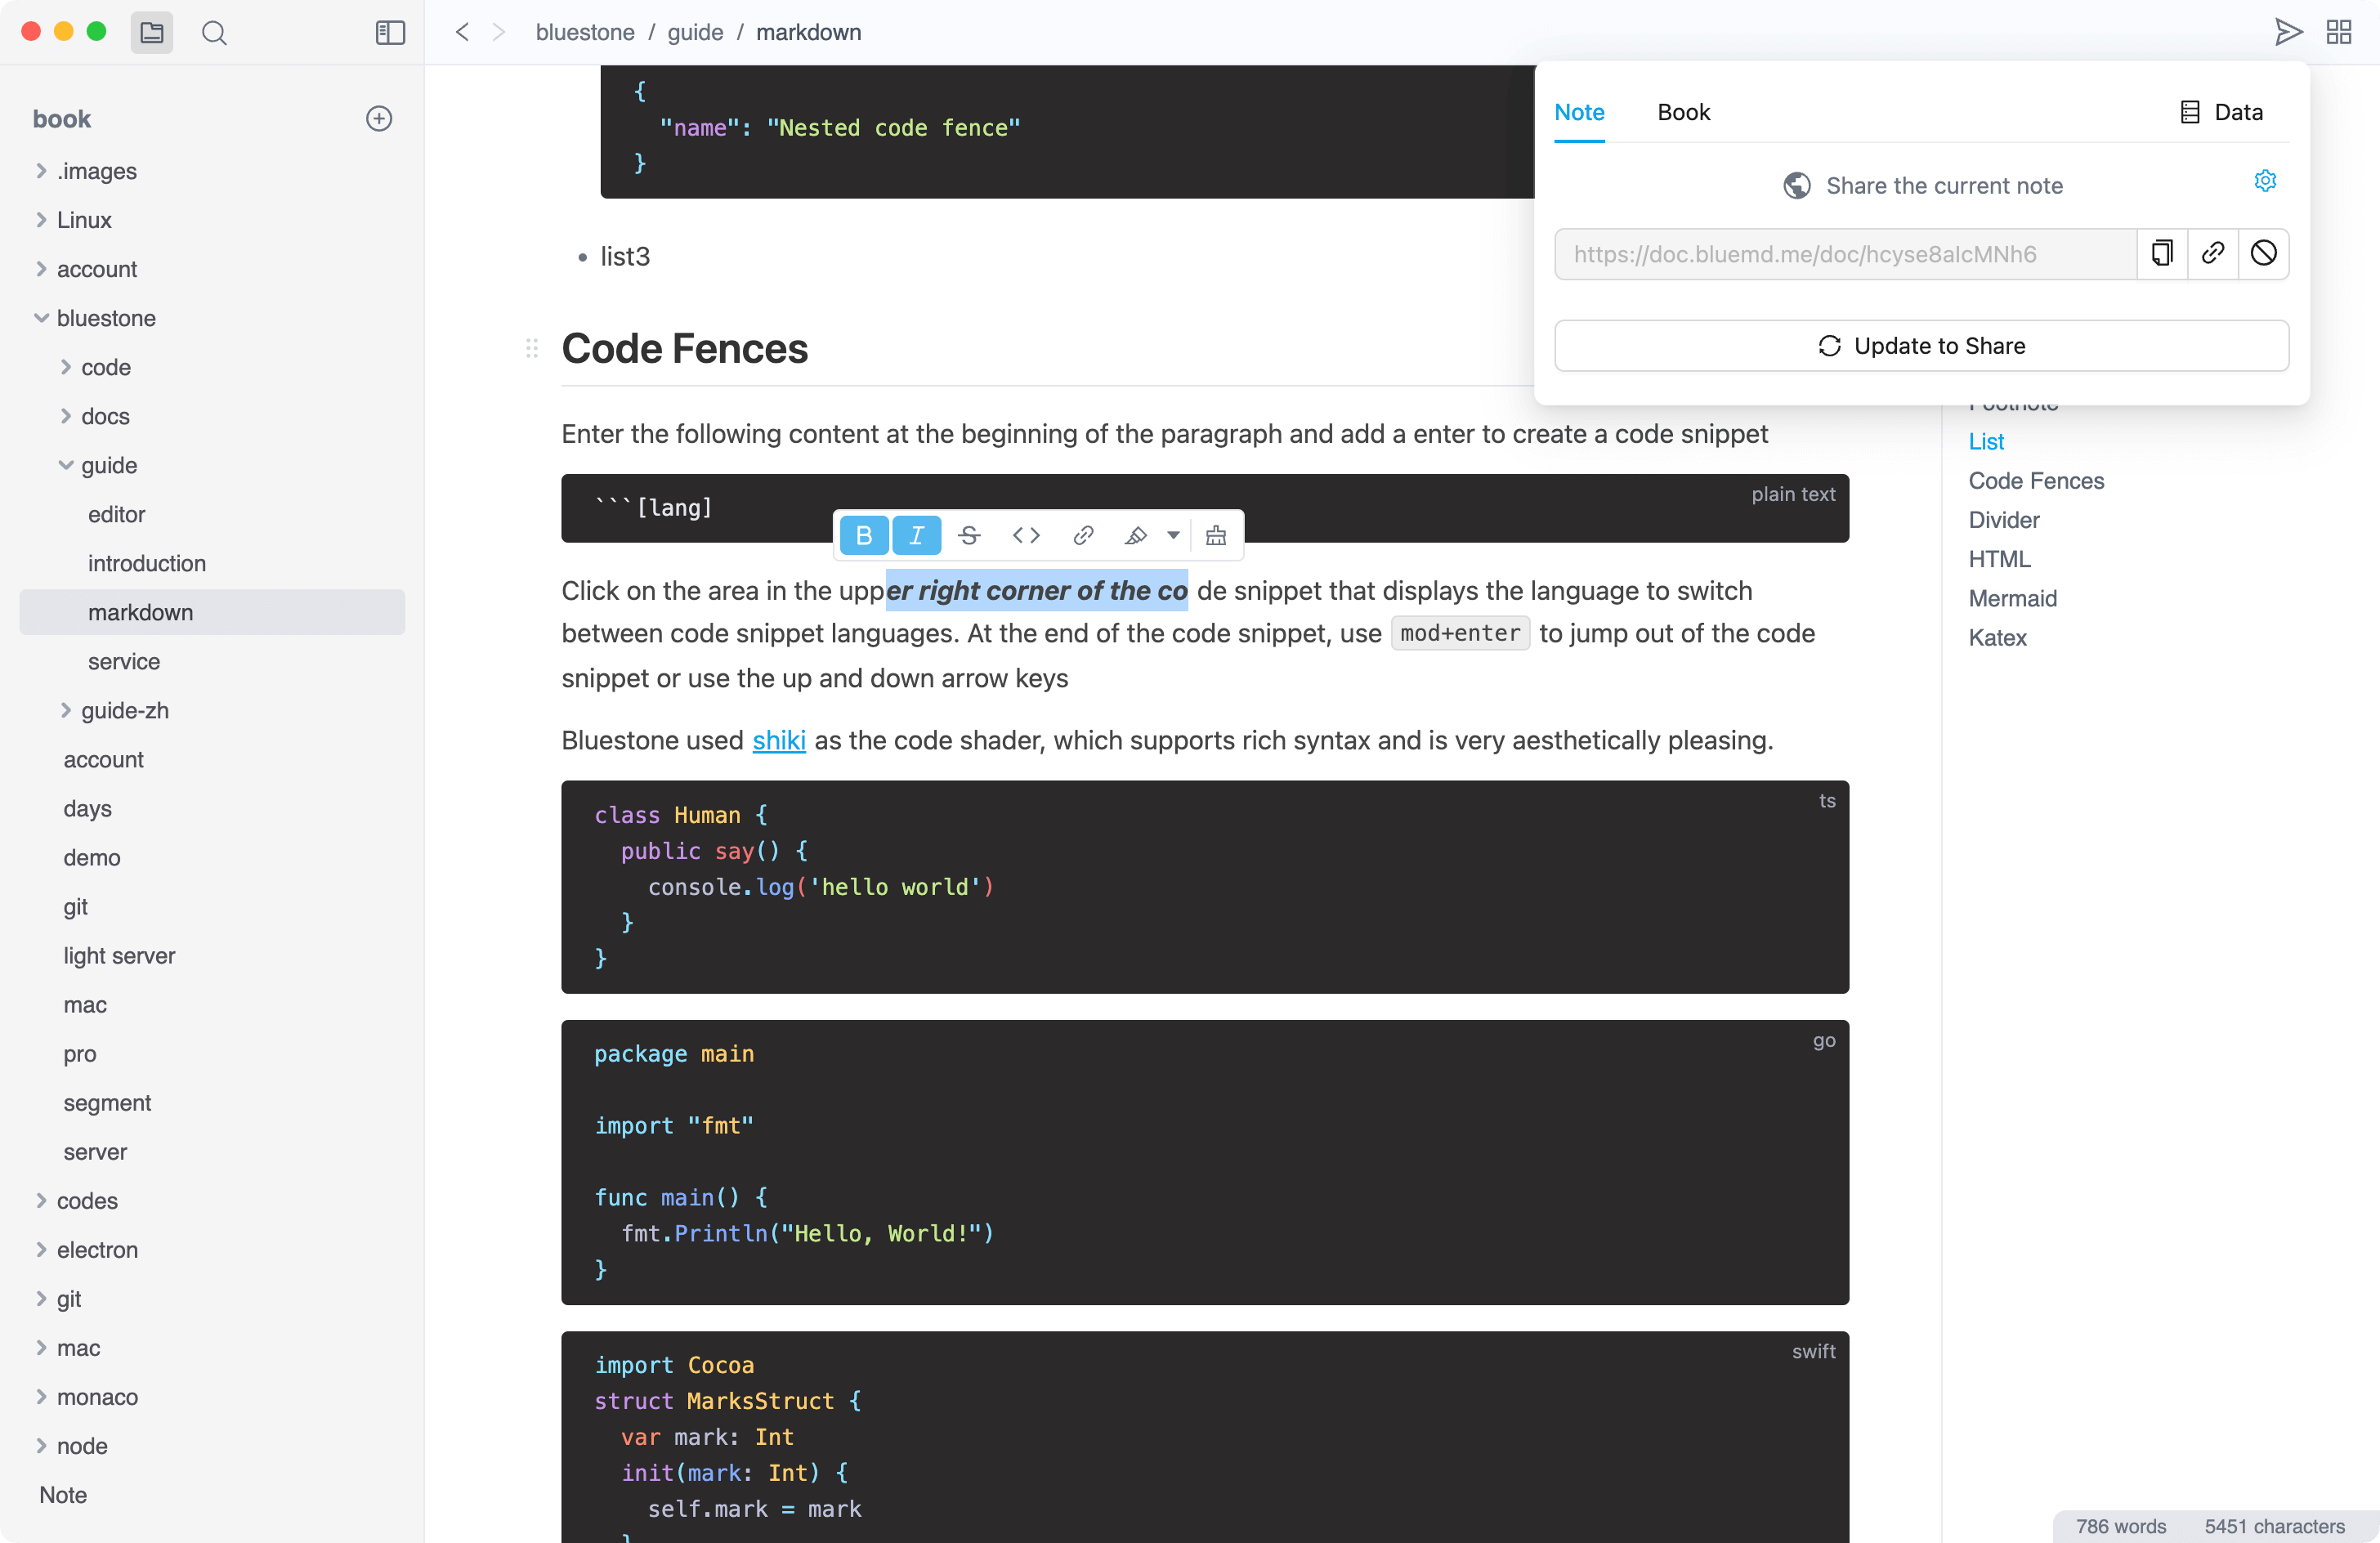 bluestone / guide / markdown
book
.images
Linux
account
bluestone
code
docs
guide
editor
introduction
markdown
service
guide-zh
account
days
demo
git
light server
mac
pro
segment
server
codes
electron
git
mac
monaco
node
Note
{
"name": "Nested code fence"
}
• list3
Code Fences
Enter the following content at the beginning of the paragraph and add a enter to create a code snippet
```[lang]
plain text
B I S <>
Click on the area in the upper right corner of the co de snippet that displays the language to switch
between code snippet languages. At the end of the code snippet, use mod+enter to jump out of the code
snippet or use the up and down arrow keys
Bluestone used shiki as the code shader, which supports rich syntax and is very aesthetically pleasing.
ts
class Human {
  public say() {
    console.log('hello world')
  }
}
go
package main
import "fmt"
func main() {
  fmt.Println("Hello, World!")
}
swift
import Cocoa
struct MarksStruct {
  var mark: Int
  init(mark: Int) {
    self.mark = mark
  }
Note
Book
Data
Share the current note
https://doc.bluemd.me/doc/hcyse8alcMNh6
Update to Share
Footnote
List
Code Fences
Divider
HTML
Mermaid
Katex
786 words 5451 characters